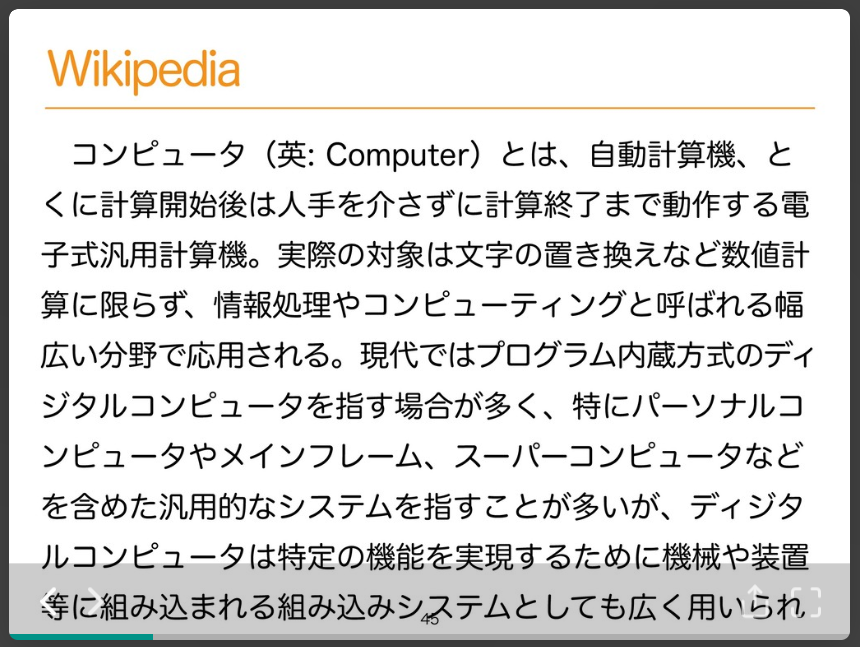 Wikipedia
コンピュータ（英: Computer）とは、自動計算機、と
くに計算開始後は人手を介さずに計算終了まで動作する電
子式汎用計算機。実際の対象は文字の置き換えなど数値計
算に限らず、情報処理やコンピューティングと呼ばれる幅
広い分野で応用される。現代ではプログラム内蔵方式のディ
ジタルコンピュータを指す場合が多く、特にパーソナルコ
ンピュータやメインフレーム、スーパーコンピュータなど
を含めた汎用的なシステムを指すことが多いが、ディジタ
ルコンピュータは特定の機能を実現するために機械や装置
等に組み込まれる組み込みシステムとしても広く用いられ
45